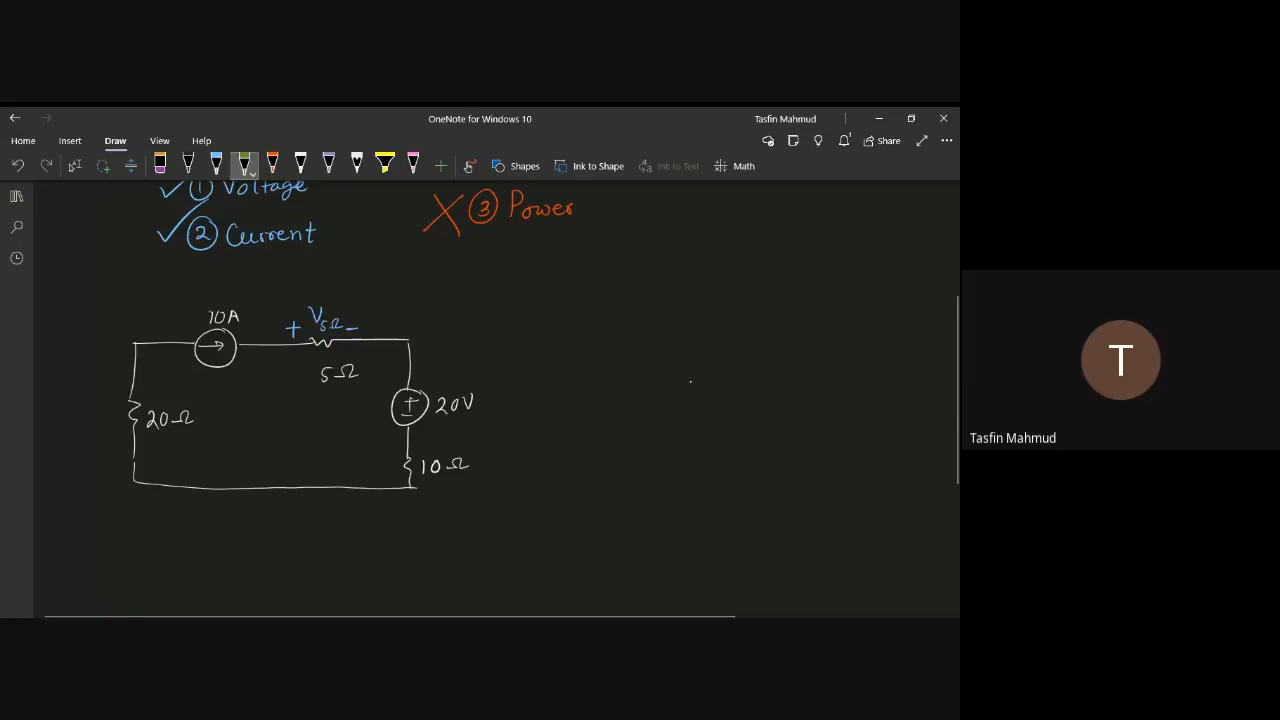 OneNote for Windows 10
Tasfin Mahmud
Home Insert Draw View Help
Share
Shapes Ink to Shape Ink to Text Math
① Voltage
② Current
③ Power
10A
+ V5Ω -
5Ω
20Ω
+
-
20V
10Ω
T
Tasfin Mahmud